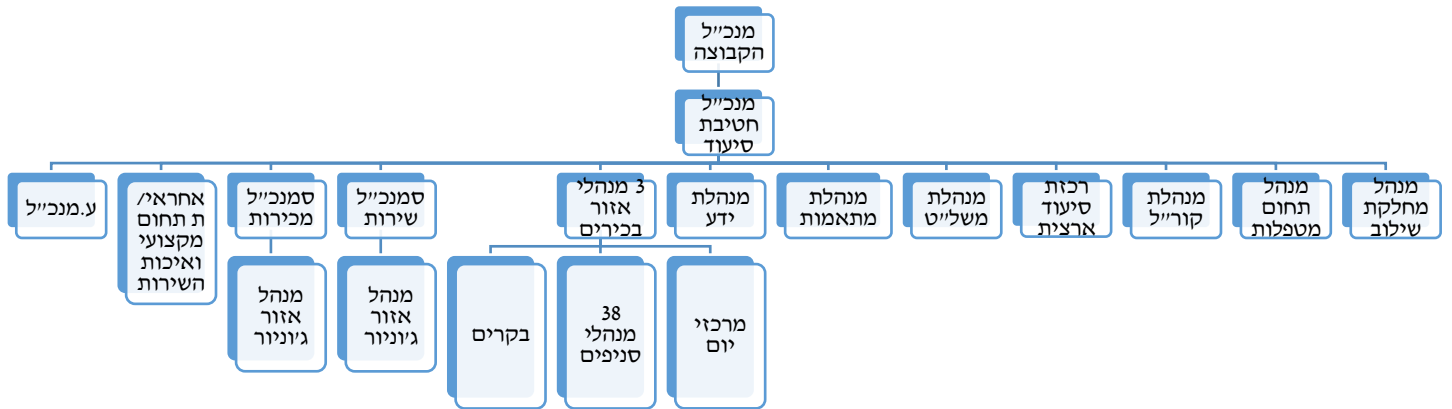 מנכ״ל
הקבוצה
מנכ״ל
חטיבת
סיעוד
מנהל
מחלקת
שילוב
מנהל
תחום
מטפלות
מנהלת
קור״ל
רכזת
סיעוד
ארצית
מנהלת
משל״ט
מנהלת
מתאמות
מנהלת
ידע
3 מנהלי
אזור
בכירים
סמנכ״ל
שירות
סמנכ״ל
מכירות
אחראי/
ת תחום
מקצועי
ואיכות
השירות
ע.מנכ״ל
מרכזי
יום
38
מנהלי
סניפים
בקרים
מנהל
אזור
ג׳וניור
מנהל
אזור
ג׳וניור